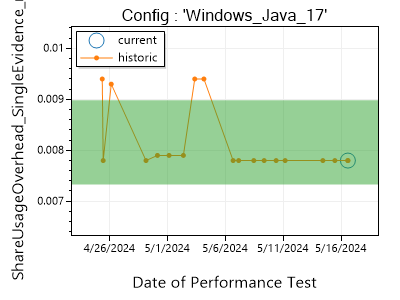 Config : 'Windows_Java_17'
current
historic
0.01
0.009
0.008
0.007
ShareUsageOverhead_SingleEvidence_
4/26/2024 5/1/2024 5/6/2024 5/11/2024 5/16/2024
Date of Performance Test